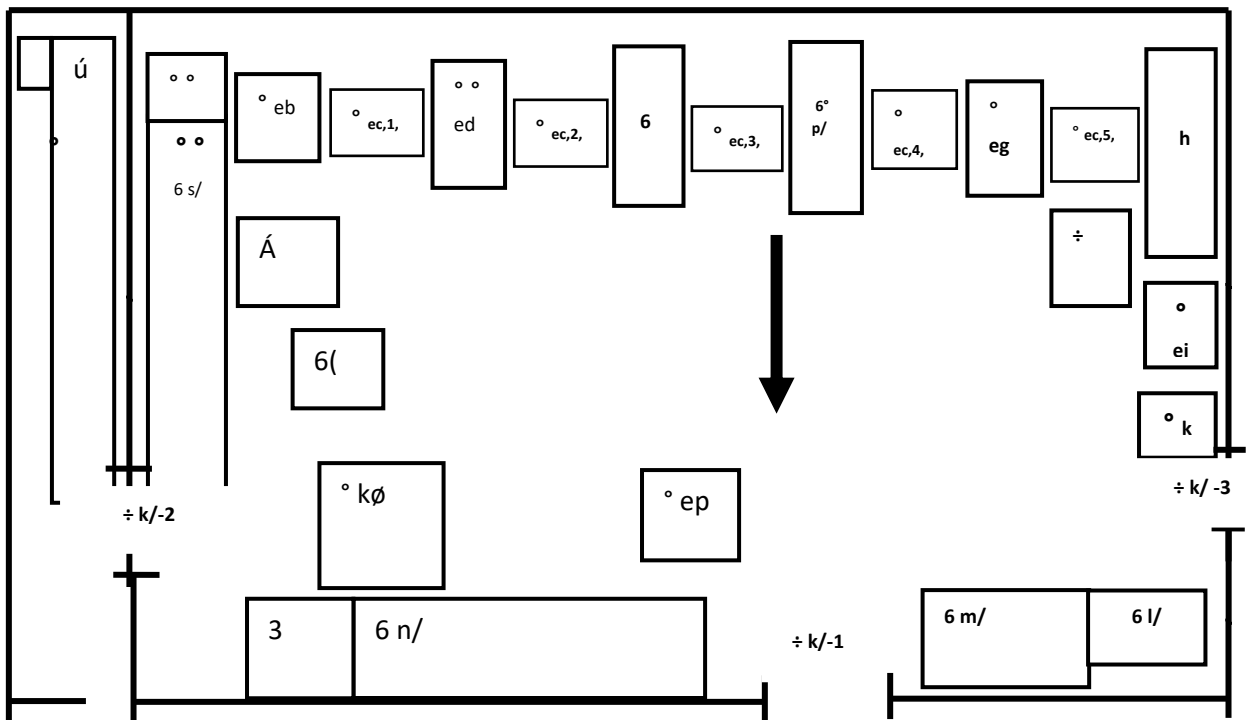 ú
° °
° eb
° ec,1,
° °
ed
° ec,2,
6
° ec,3,
6°
p/
°
ec,4,
°
eg
° ec,5,
h
°
° °
6 s/
Á
÷
6(
°
ei
° k
° kø
° ep
÷ k/-2
÷ k/ -3
3
6 n/
÷ k/-1
6 m/
6 l/